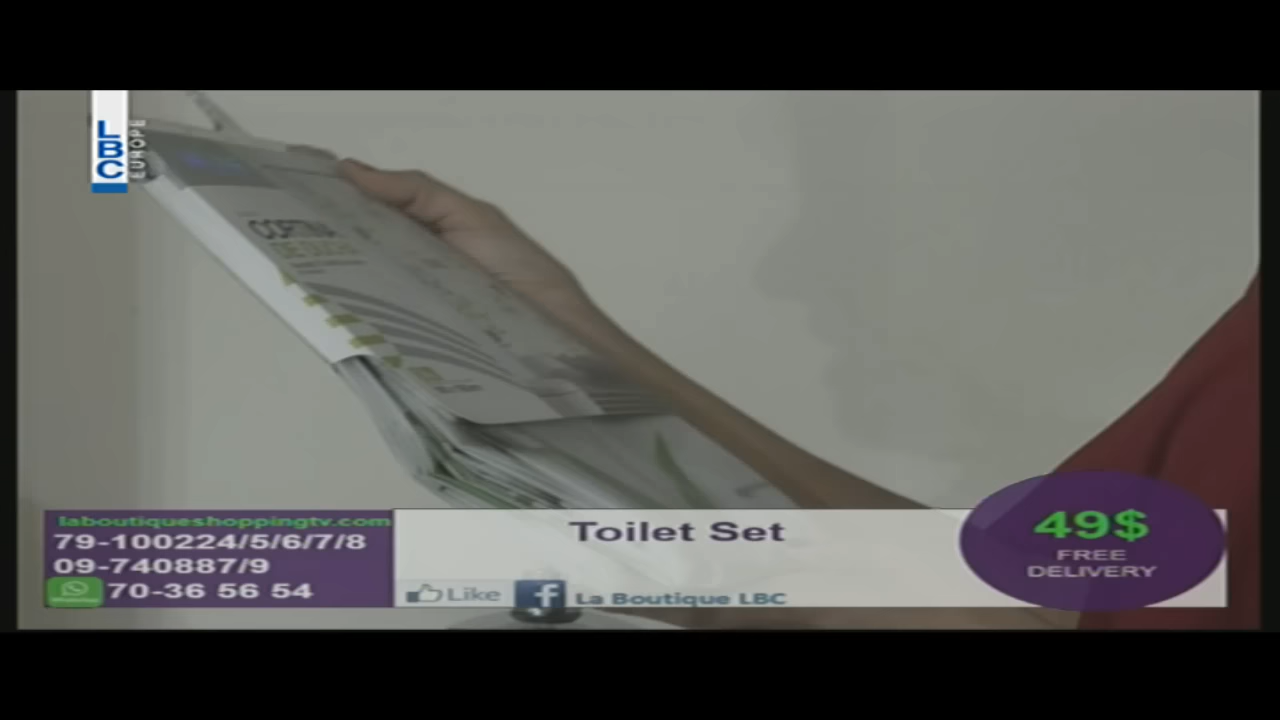 LBC
EUROPE
CORTINA
laboutiqueshoppingtv.com
79-100224/5/6/7/8
09-740887/9
70-36 56 54
Toilet Set
Like
f
La Boutique LBC
49$
FREE
DELIVERY